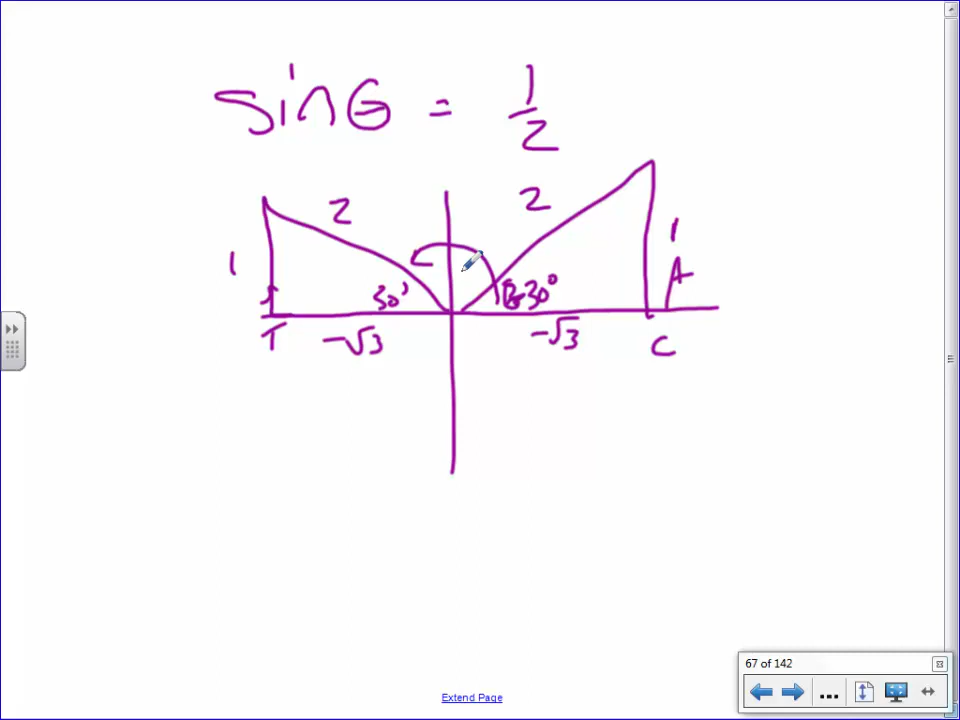 sinθ = 1/2
2 2
1 1
S A
30° θ=30°
T -√3 -√3 C
67 of 142
...
Extend Page